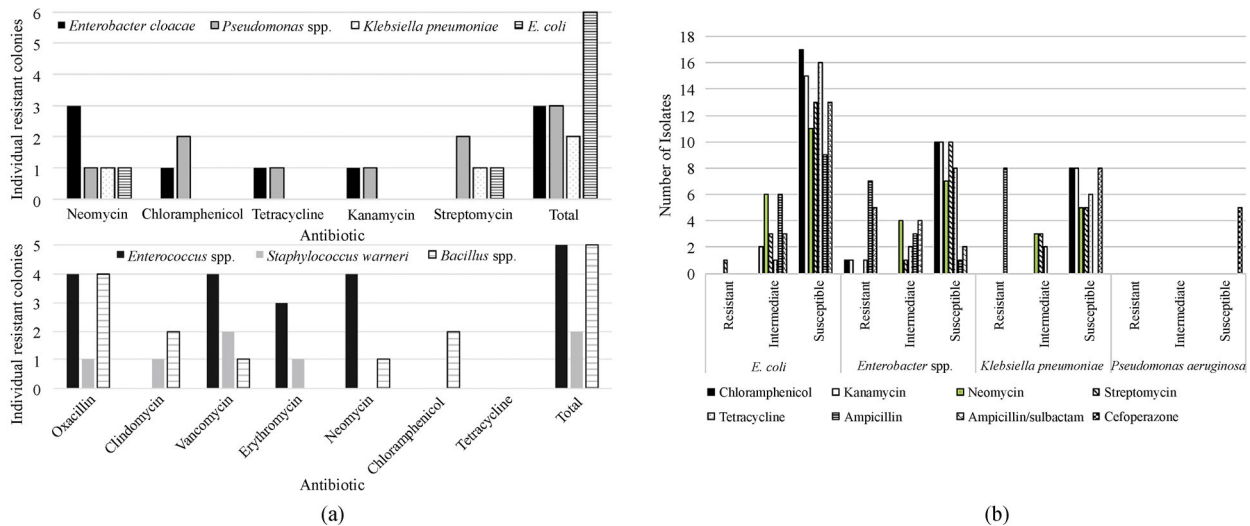 Individual resistant colonies
6
5
4
3
2
1
0
Enterobacter cloacae Pseudomonas spp. Klebsiella pneumoniae E. coli
Neomycin Chloramphenicol Tetracycline Kanamycin Streptomycin Total
Antibiotic
Individual resistant colonies
5
4
3
2
1
0
Enterococcus spp. Staphylococcus warneri Bacillus spp.
Oxacillin
Clindomycin
Vancomycin
Erythromycin
Neomycin
Chloramphenicol
Tetracycline
Total
Antibiotic
(a)
Number of Isolates
18
16
14
12
10
8
6
4
2
0
Resistant
Intermediate
Susceptible
Resistant
Intermediate
Susceptible
Resistant
Intermediate
Susceptible
Resistant
Intermediate
Susceptible
E. coli Enterobacter spp. Klebsiella pneumoniae Pseudomonas aeruginosa
Chloramphenicol Kanamycin Neomycin Streptomycin
Tetracycline Ampicillin Ampicillin/sulbactam Cefoperazone
(b)